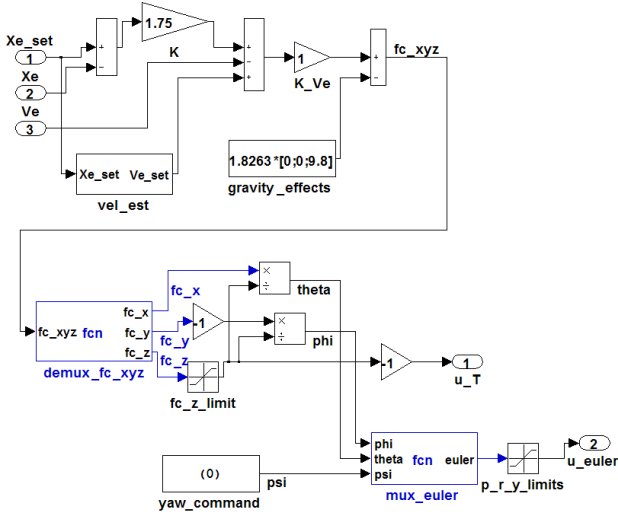 Xe_set
1
Xe
2
Ve
3
+
−
1.75
K
+
−
+
1
K_Ve
+
−
fc_xyz
Xe_set Ve_set
vel_est
1.8263*[0;0;9.8]
gravity_effects
fc_xyz fcn
fc_x
fc_y
fc_z
demux_fc_xyz
fc_x
fc_y
fc_z
×
÷
theta
-1
×
÷
phi
fc_z_limit
-1
1
u_T
(0)
yaw_command
psi
phi
theta
psi
fcn euler
mux_euler
p_r_y_limits
2
u_euler